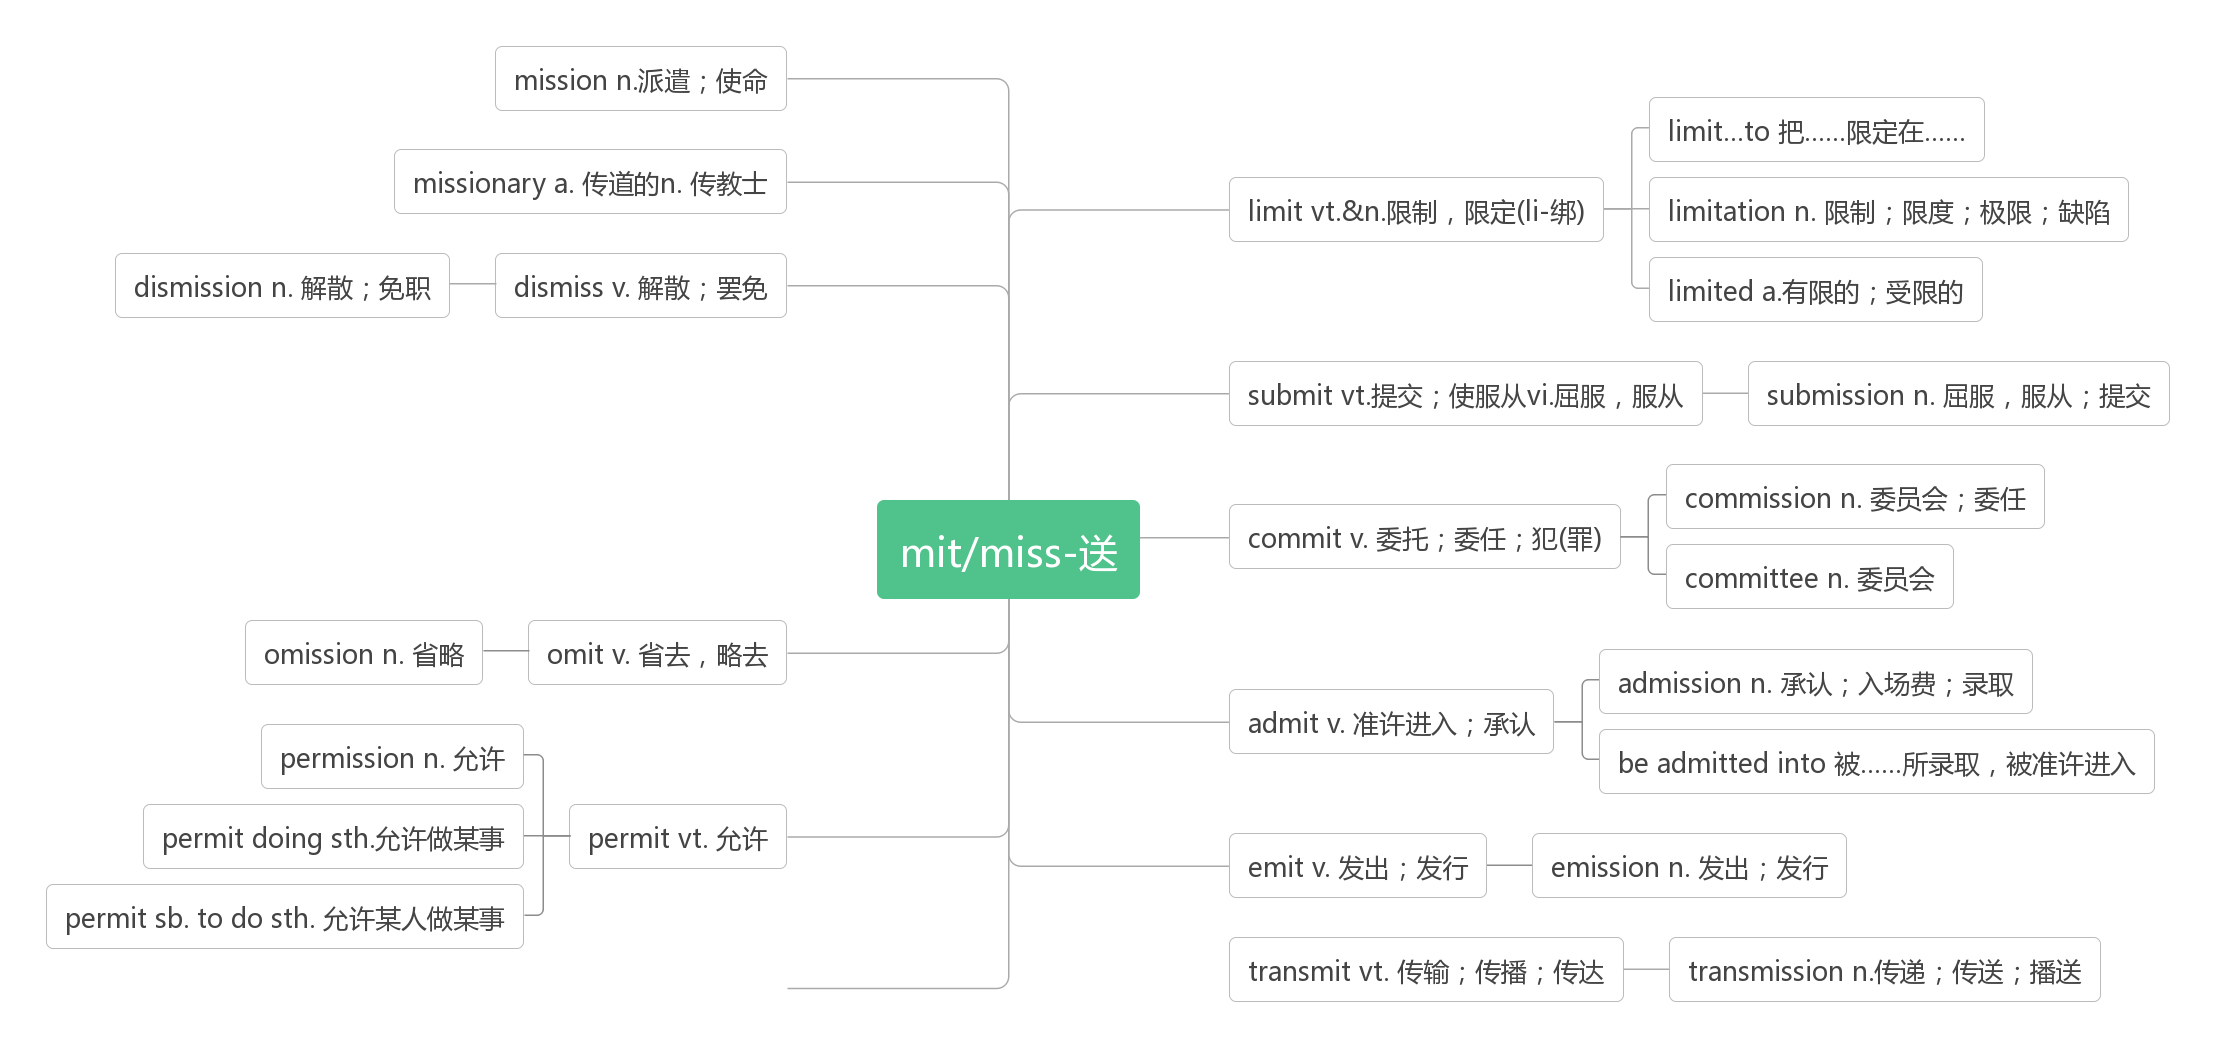 mit/miss-送
mission n.派遣；使命
missionary a. 传道的n. 传教士
dismiss v. 解散；罢免
dismission n. 解散；免职
omit v. 省去，略去
omission n. 省略
permit vt. 允许
permission n. 允许
permit doing sth.允许做某事
permit sb. to do sth. 允许某人做某事
limit vt.&n.限制，限定(li-绑)
limit...to 把......限定在......
limitation n. 限制；限度；极限；缺陷
limited a.有限的；受限的
submit vt.提交；使服从vi.屈服，服从
submission n. 屈服，服从；提交
commit v. 委托；委任；犯(罪)
commission n. 委员会；委任
committee n. 委员会
admit v. 准许进入；承认
admission n. 承认；入场费；录取
be admitted into 被......所录取，被准许进入
emit v. 发出；发行
emission n. 发出；发行
transmit vt. 传输；传播；传达
transmission n.传递；传送；播送